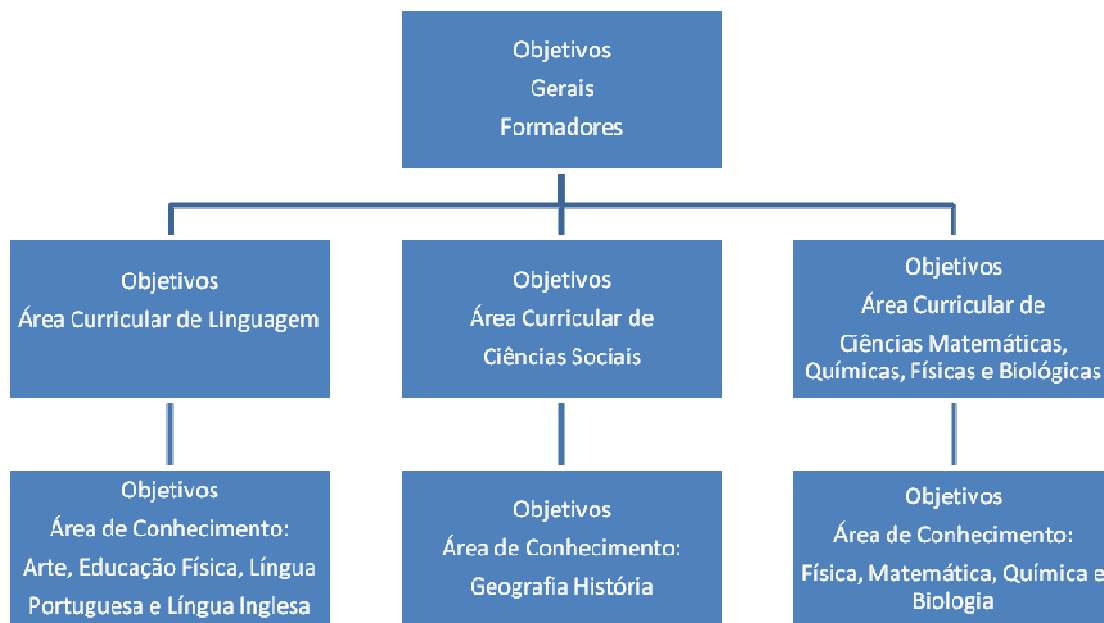 Objetivos
Gerais
Formadores
Objetivos
Área Curricular de Linguagem
Objetivos
Área Curricular de
Ciências Sociais
Objetivos
Área Curricular de
Ciências Matemáticas,
Químicas, Físicas e Biológicas
Objetivos
Área de Conhecimento:
Arte, Educação Física, Língua
Portuguesa e Língua Inglesa
Objetivos
Área de Conhecimento:
Geografia História
Objetivos
Área de Conhecimento:
Física, Matemática, Química e
Biologia